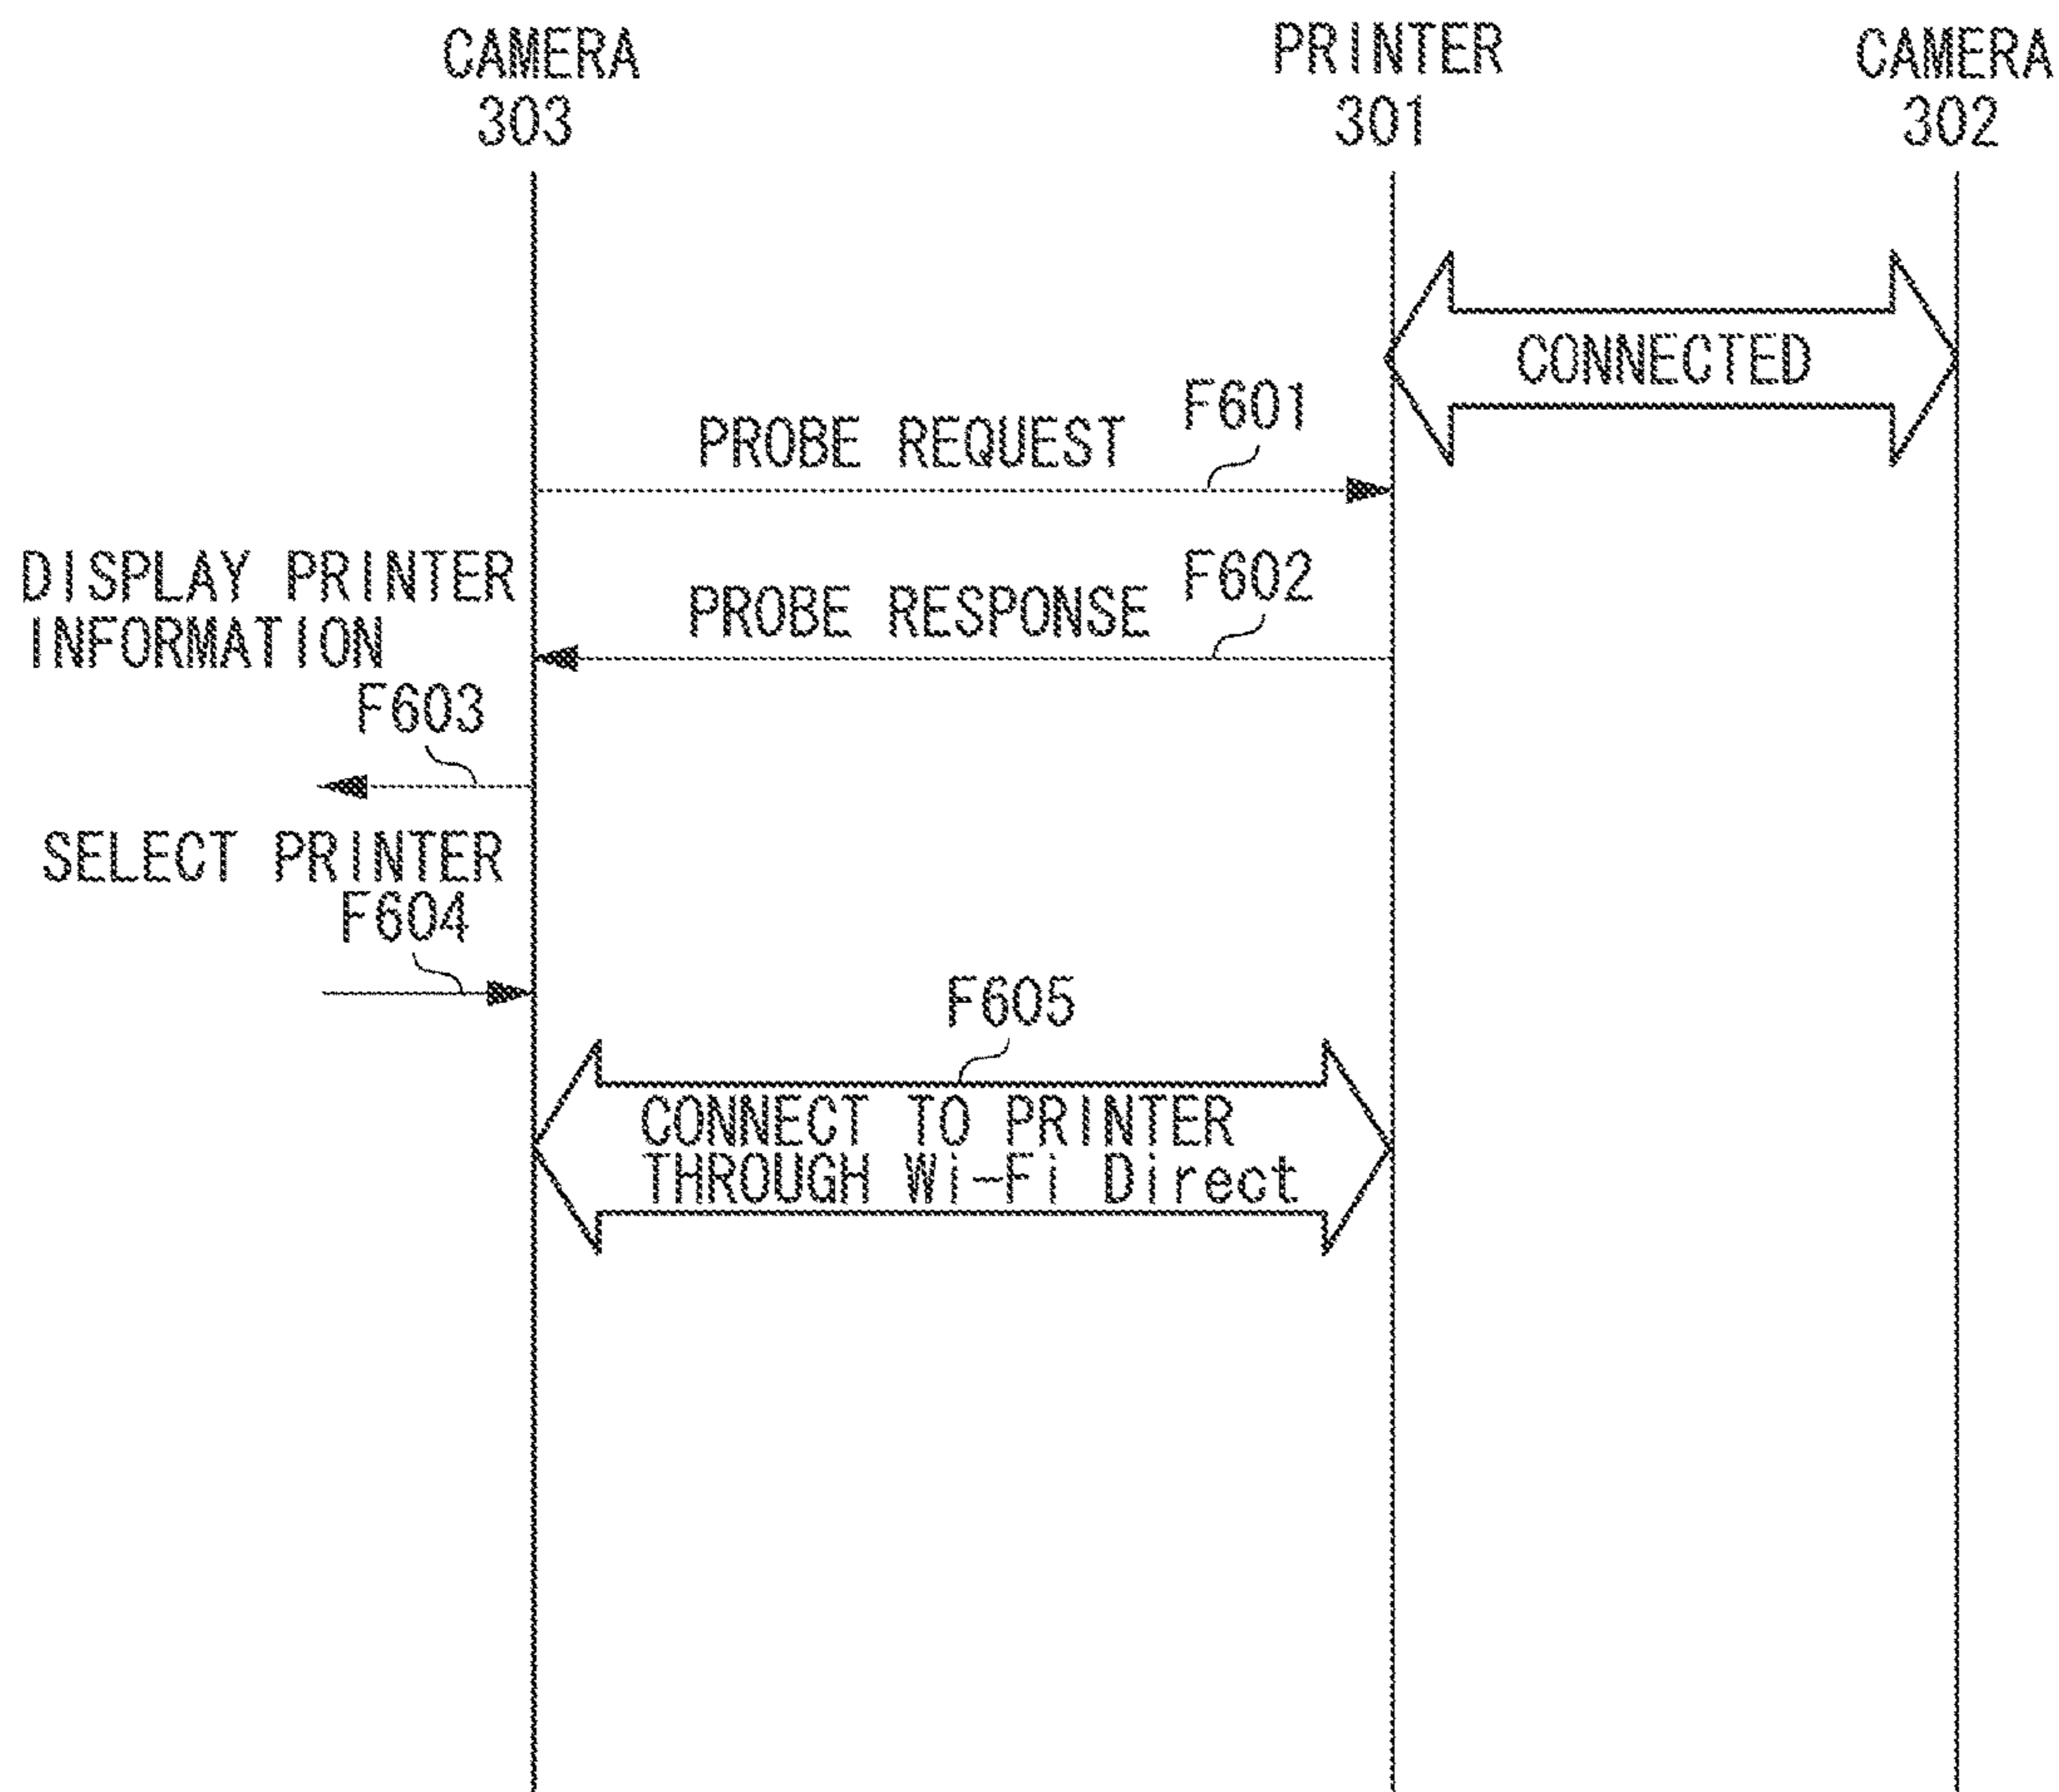 CAMERA
303
PRINTER
301
CAMERA
302
CONNECTED
F601
PROBE REQUEST
DISPLAY PRINTER
INFORMATION
F602
PROBE RESPONSE
F603
SELECT PRINTER
F604
F605
CONNECT TO PRINTER
THROUGH Wi-Fi Direct